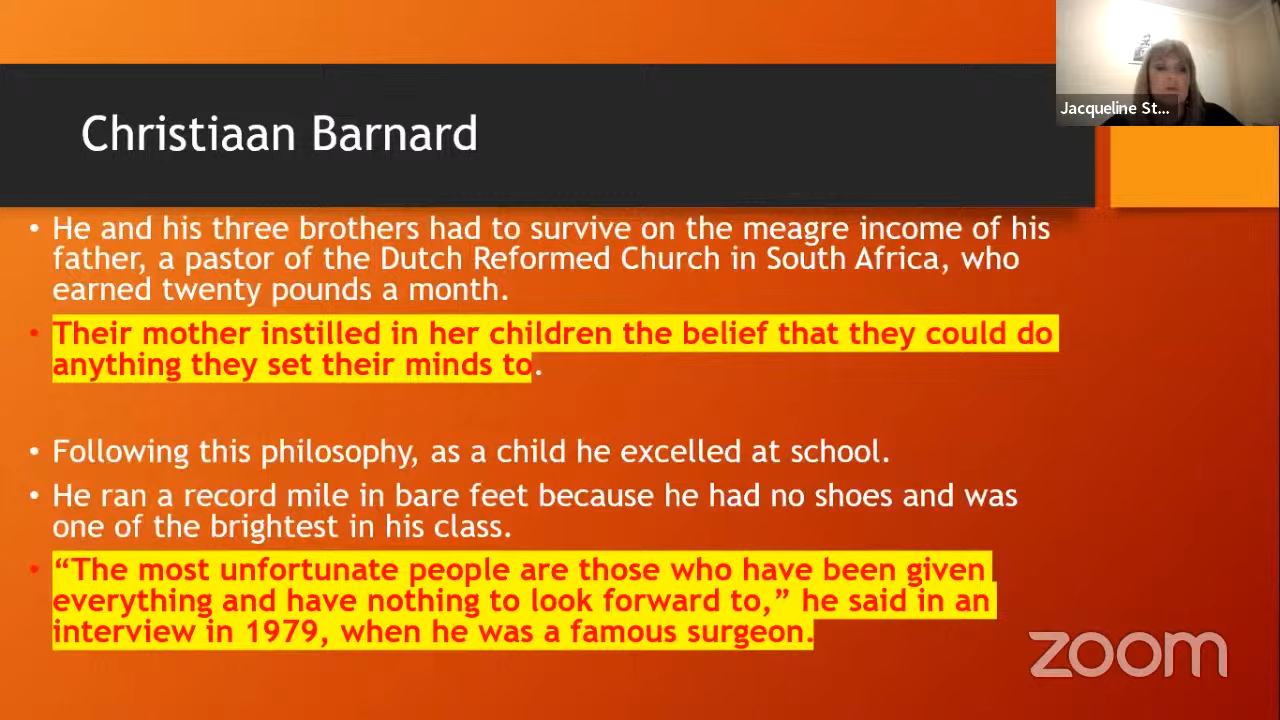 Jacqueline St...
Christiaan Barnard
• He and his three brothers had to survive on the meagre income of his
father, a pastor of the Dutch Reformed Church in South Africa, who
earned twenty pounds a month.
• Their mother instilled in her children the belief that they could do
anything they set their minds to.
• Following this philosophy, as a child he excelled at school.
• He ran a record mile in bare feet because he had no shoes and was
one of the brightest in his class.
• “The most unfortunate people are those who have been given
everything and have nothing to look forward to,” he said in an
interview in 1979, when he was a famous surgeon.
zoom